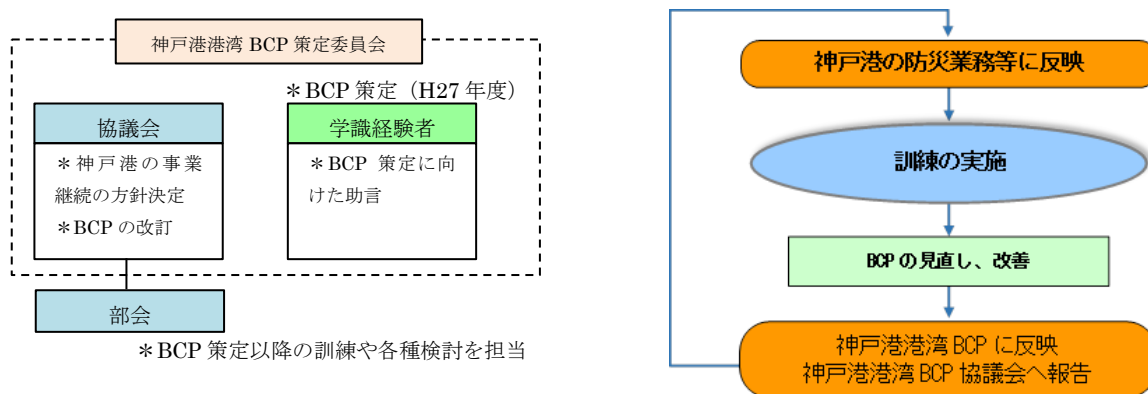 神戸港港湾 BCP 策定委員会
＊BCP 策定（H27 年度）
協議会
＊神戸港の事業
継続の方針決定
＊BCP の改訂
学識経験者
＊BCP 策定に向
けた助言
部会
＊BCP 策定以降の訓練や各種検討を担当
神戸港の防災業務等に反映
訓練の実施
BCP の見直し、改善
神戸港港湾 BCP に反映
神戸港港湾 BCP 協議会へ報告